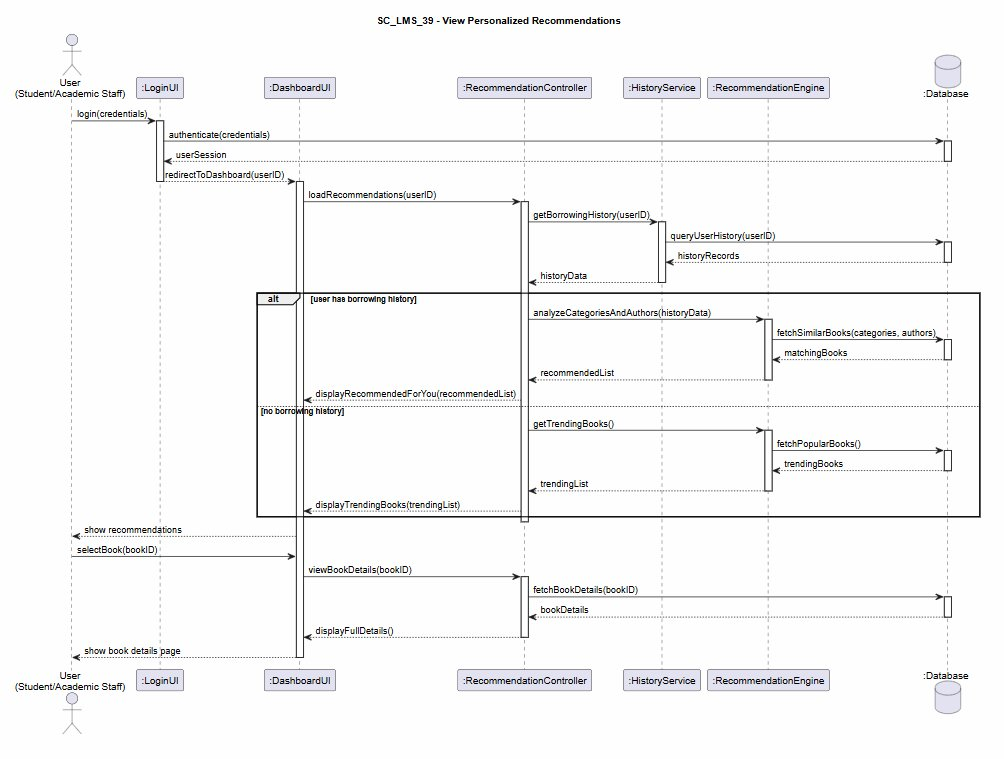 SC_LMS_39 - View Personalized Recommendations
User
(Student/Academic Staff)
:LoginUI
:DashboardUI
:RecommendationController
:HistoryService
:RecommendationEngine
:Database
login(credentials)
authenticate(credentials)
userSession
redirectToDashboard(userID)
loadRecommendations(userID)
getBorrowingHistory(userID)
queryUserHistory(userID)
historyRecords
historyData
alt
[user has borrowing history]
analyzeCategoriesAndAuthors(historyData)
fetchSimilarBooks(categories, authors)
matchingBooks
recommendedList
displayRecommendedForYou(recommendedList)
[no borrowing history]
getTrendingBooks()
fetchPopularBooks()
trendingBooks
trendingList
displayTrendingBooks(trendingList)
show recommendations
selectBook(bookID)
viewBookDetails(bookID)
fetchBookDetails(bookID)
bookDetails
displayFullDetails()
show book details page
User
(Student/Academic Staff)
:LoginUI
:DashboardUI
:RecommendationController
:HistoryService
:RecommendationEngine
:Database